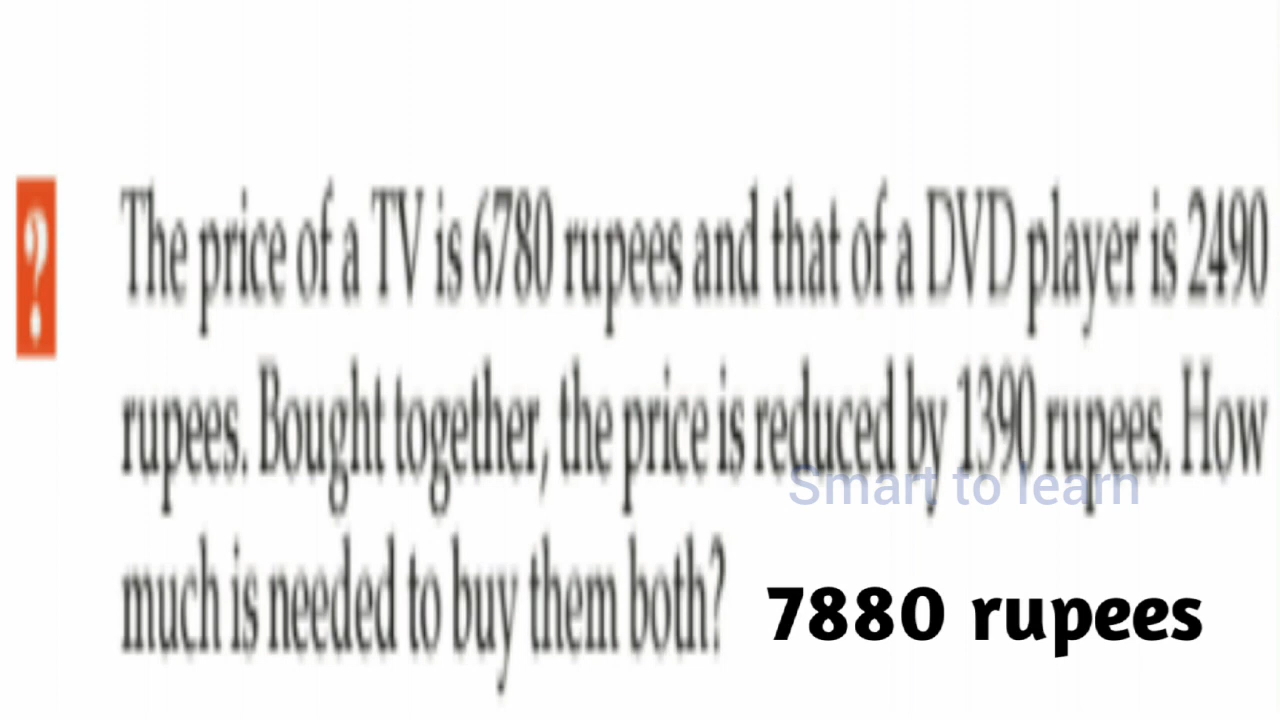 ?
The price of a TV is 6780 rupees and that of a DVD player is 2490
rupees. Bought together, the price is reduced by 1390 rupees. How
Smart to learn
much is needed to buy them both? 7880 rupees